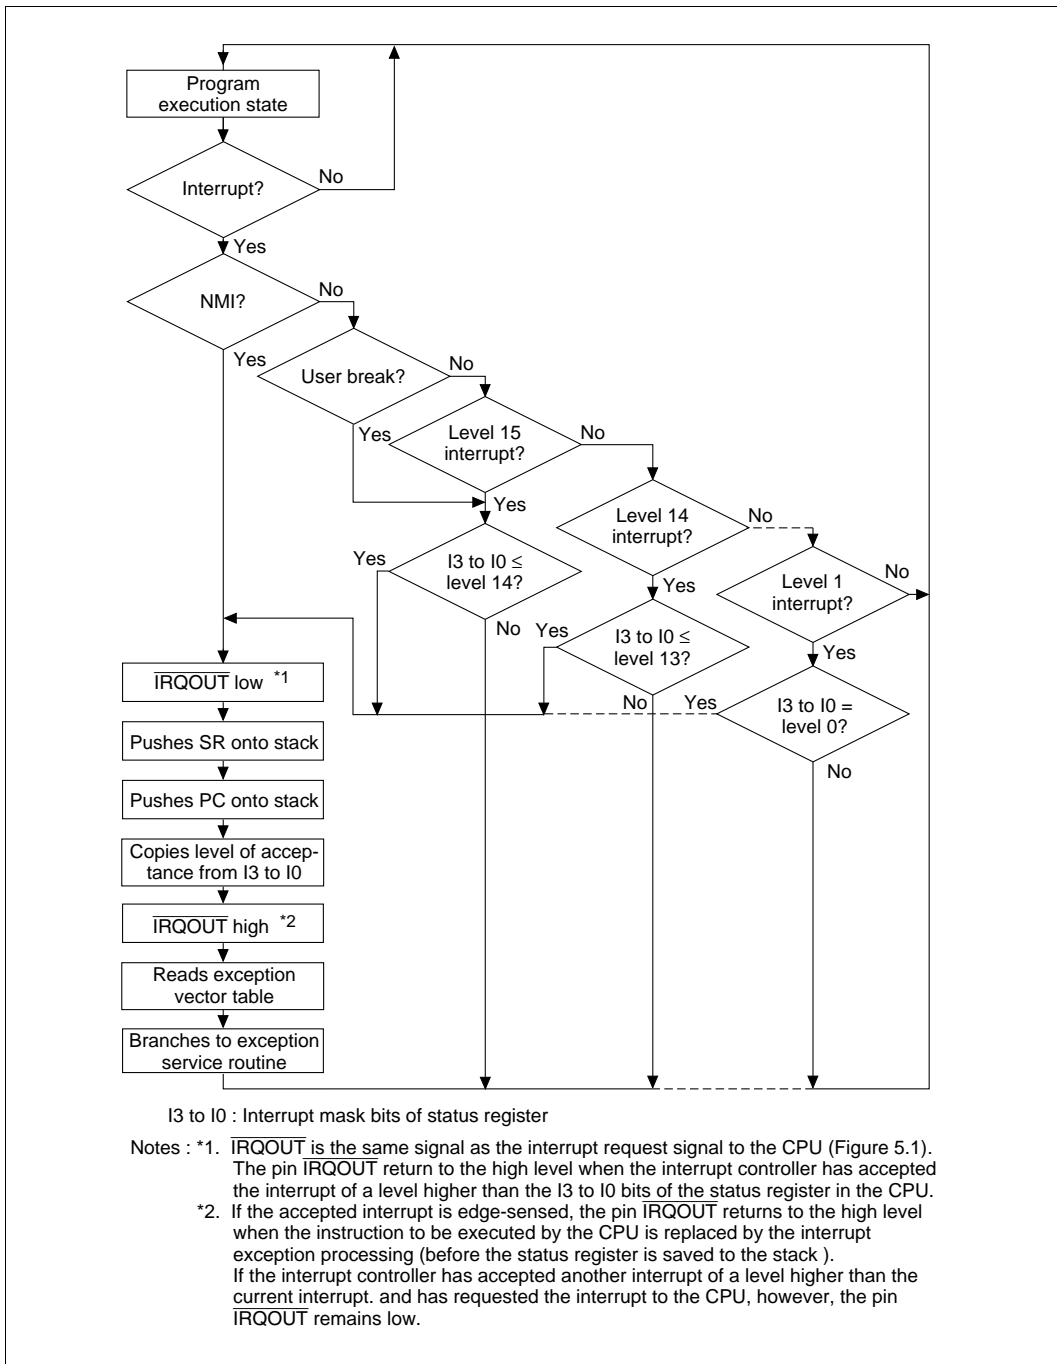 Program
execution state
Interrupt?
No
Yes
NMI?
No
Yes
User break?
No
Yes
Level 15
interrupt?
No
Yes
Level 14
interrupt?
No
Yes
Level 1
interrupt?
No
Yes
I3 to I0 ≤
level 14?
Yes
No
I3 to I0 ≤
level 13?
Yes
No
I3 to I0 =
level 0?
Yes
No
IRQOUT low *1
Pushes SR onto stack
Pushes PC onto stack
Copies level of accep-
tance from I3 to I0
IRQOUT high *2
Reads exception
vector table
Branches to exception
service routine
I3 to I0 : Interrupt mask bits of status register
Notes : *1. IRQOUT is the same signal as the interrupt request signal to the CPU (Figure 5.1).
The pin IRQOUT return to the high level when the interrupt controller has accepted
the interrupt of a level higher than the I3 to I0 bits of the status register in the CPU.
*2. If the accepted interrupt is edge-sensed, the pin IRQOUT returns to the high level
when the instruction to be executed by the CPU is replaced by the interrupt
exception processing (before the status register is saved to the stack ).
If the interrupt controller has accepted another interrupt of a level higher than the
current interrupt. and has requested the interrupt to the CPU, however, the pin
IRQOUT remains low.